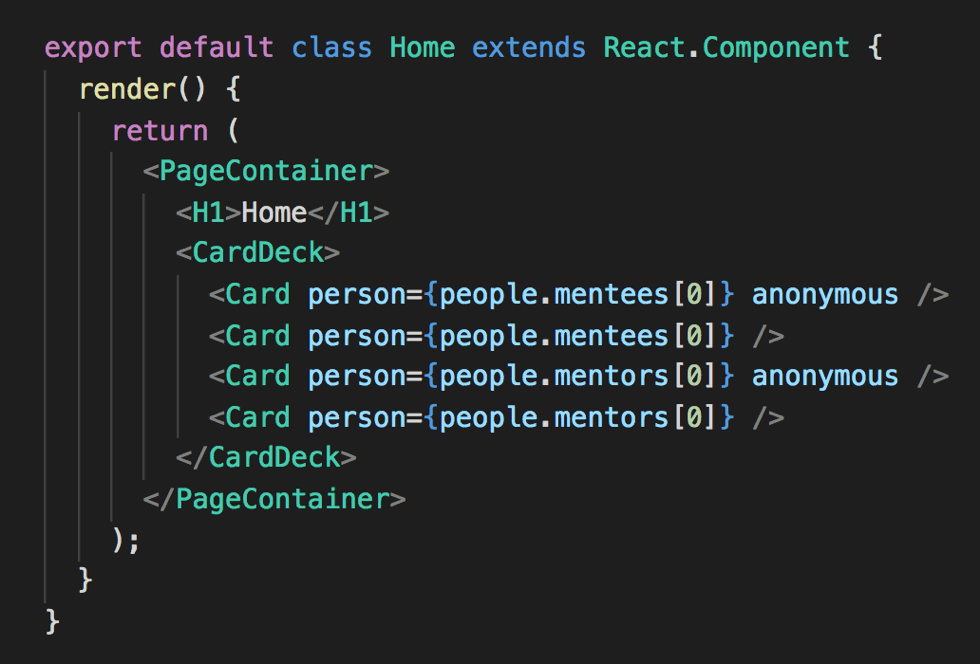 export default class Home extends React.Component {
  render() {
    return (
      <PageContainer>
        <H1>Home</H1>
        <CardDeck>
          <Card person={people.mentees[0]} anonymous />
          <Card person={people.mentees[0]} />
          <Card person={people.mentors[0]} anonymous />
          <Card person={people.mentors[0]} />
        </CardDeck>
      </PageContainer>
    );
  }
}